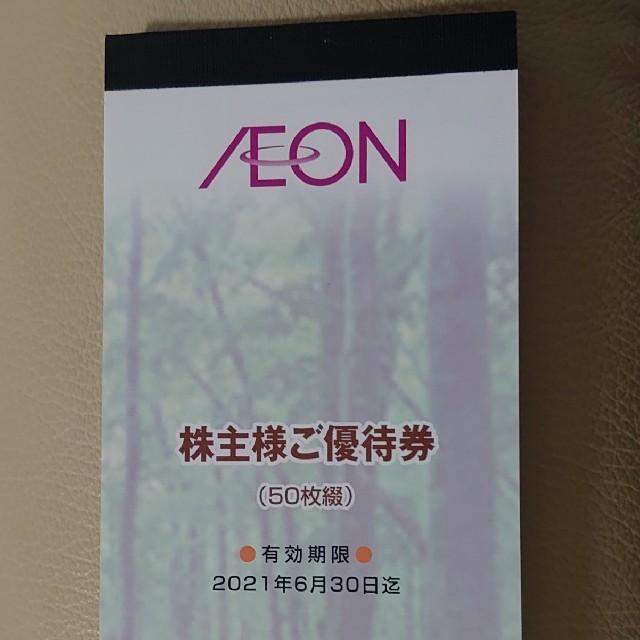 ÆON
株主様ご優待券
（50枚綴）
●有効期限●
2021年6月30日迄